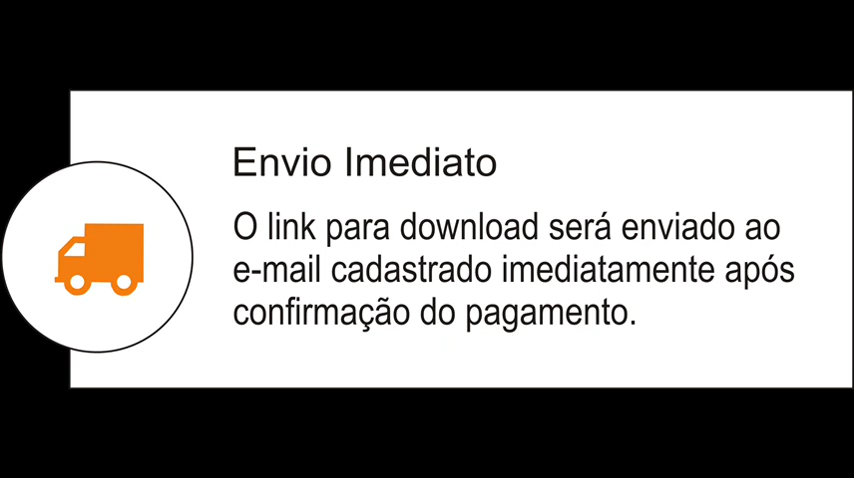 Envio Imediato
O link para download será enviado ao
e-mail cadastrado imediatamente após
confirmação do pagamento.